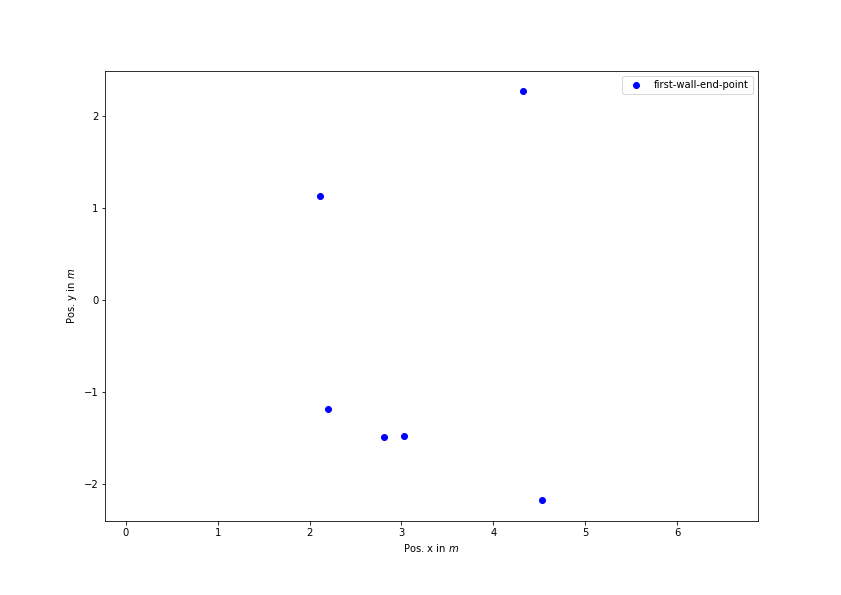 first-wall-end-point
2
1
0
−1
−2
Pos. y in m
0 1 2 3 4 5 6
Pos. x in m